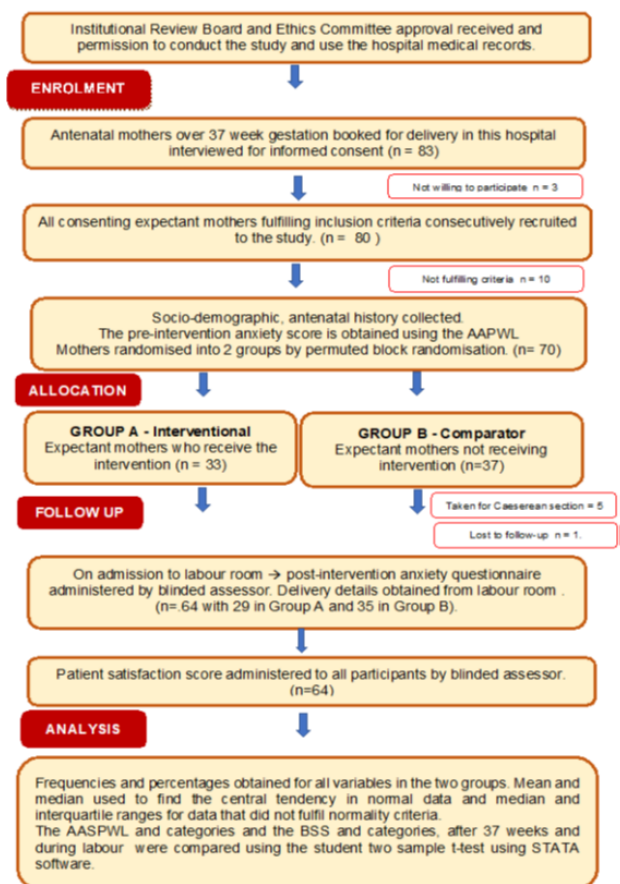 Institutional Review Board and Ethics Committee approval received and
permission to conduct the study and use the hospital medical records.
ENROLMENT
Antenatal mothers over 37 week gestation booked for delivery in this hospital
interviewed for informed consent (n = 83)
Not willing to participate n = 3
All consenting expectant mothers fulfilling inclusion criteria consecutively recruited
to the study. (n = 80 )
Not fulfilling criteria n = 10
Socio-demographic, antenatal history collected.
The pre-intervention anxiety score is obtained using the AAPWL
Mothers randomised into 2 groups by permuted block randomisation. (n= 70)
ALLOCATION
GROUP A - Interventional
Expectant mothers who receive the
intervention (n = 33)
GROUP B - Comparator
Expectant mothers not receiving
intervention (n=37)
FOLLOW UP
Taken for Caeserean section = 5
Lost to follow-up n = 1.
On admission to labour room → post-intervention anxiety questionnaire
administered by blinded assessor. Delivery details obtained from labour room .
(n=.64 with 29 in Group A and 35 in Group B).
Patient satisfaction score administered to all participants by blinded assessor.
(n=64)
ANALYSIS
Frequencies and percentages obtained for all variables in the two groups. Mean and
median used to find the central tendency in normal data and median and
interquartile ranges for data that did not fulfil normality criteria.
The AASPWL and categories and the BSS and categories, after 37 weeks and
during labour were compared using the student two sample t-test using STATA
software.